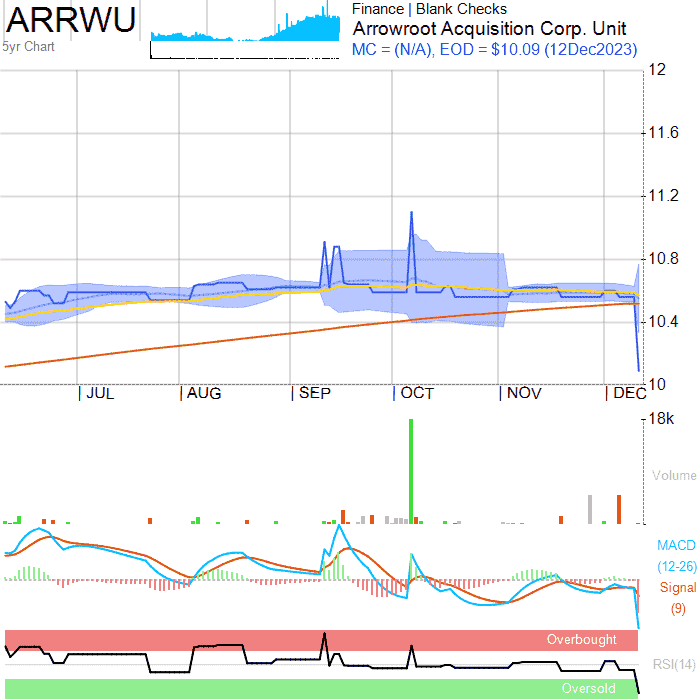 ARRWU
5yr Chart
Finance | Blank Checks
Arrowroot Acquisition Corp. Unit
MC = (N/A), EOD = $10.09 (12Dec2023)
12
11.6
11.2
10.8
10.4
10
JUL
AUG
SEP
OCT
NOV
DEC
18k
Volume
MACD
(12-26)
Signal
(9)
Overbought
RSI(14)
Oversold